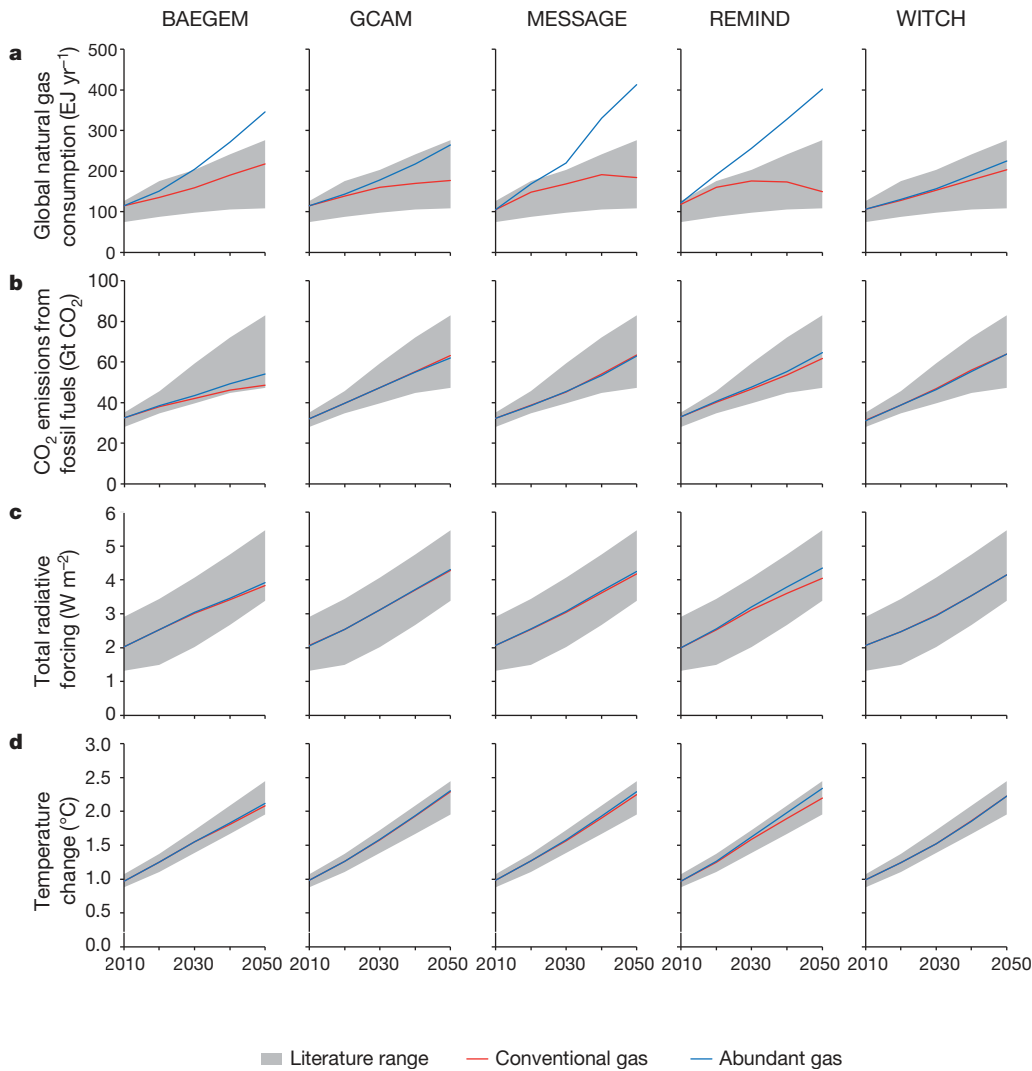 BAEGEM GCAM MESSAGE REMIND WITCH
a
Global natural gas
consumption (EJ yr⁻¹)
500
400
300
200
100
0
b
CO₂ emissions from
fossil fuels (Gt CO₂)
100
80
60
40
20
0
c
Total radiative
forcing (W m⁻²)
6
5
4
3
2
1
0
d
Temperature
change (°C)
3.0
2.5
2.0
1.5
1.0
0.5
0.0
2010 2030 2050 2010 2030 2050 2010 2030 2050 2010 2030 2050 2010 2030 2050
Literature range Conventional gas Abundant gas